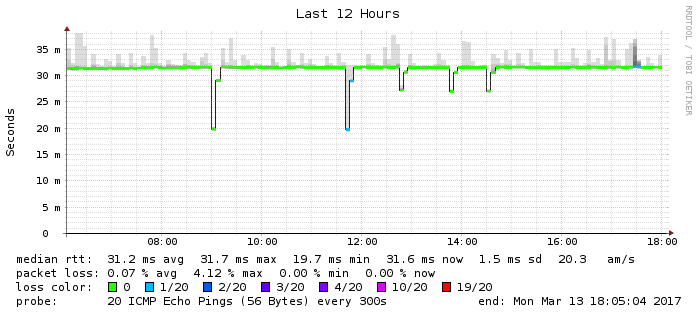 Last 12 Hours
RRDTOOL / TOBI OETIKER
Seconds
35 m
30 m
25 m
20 m
15 m
10 m
5 m
0
08:00 10:00 12:00 14:00 16:00 18:00
median rtt: 31.2 ms avg 31.7 ms max 19.7 ms min 31.6 ms now 1.5 ms sd 20.3 am/s
packet loss: 0.07 % avg 4.12 % max 0.00 % min 0.00 % now
loss color: 0 1/20 2/20 3/20 4/20 10/20 19/20
probe: 20 ICMP Echo Pings (56 Bytes) every 300s end: Mon Mar 13 18:05:04 2017